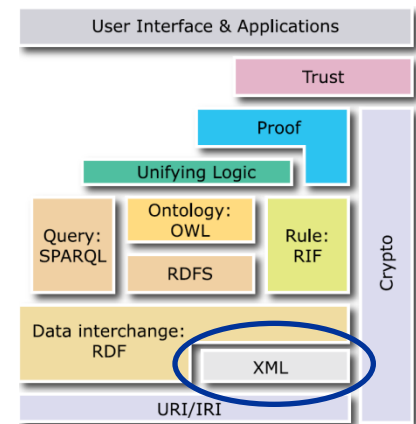 User Interface & Applications
Trust
Proof
Unifying Logic
Query:
SPARQL
Ontology:
OWL
RDFS
Rule:
RIF
Crypto
Data interchange:
RDF
XML
URI/IRI